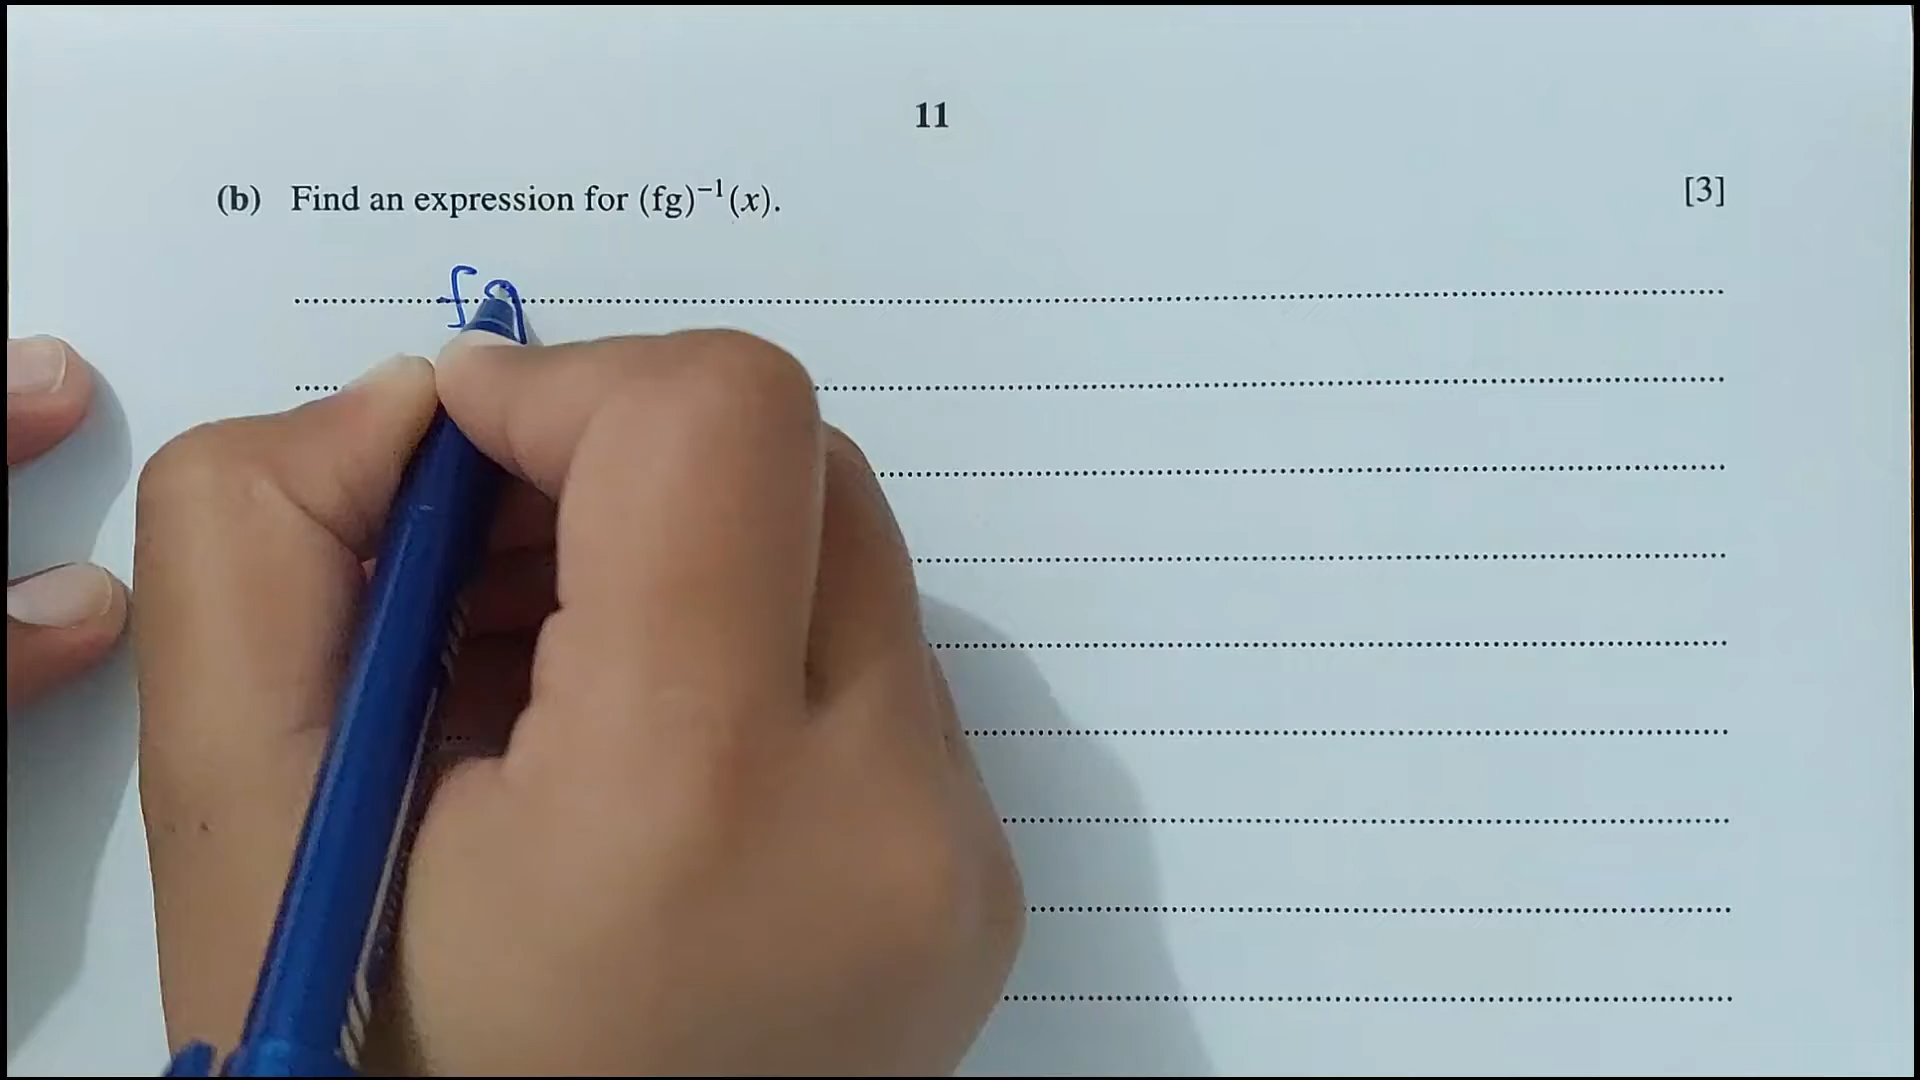 11
(b) Find an expression for (fg)⁻¹(x). [3]
fg